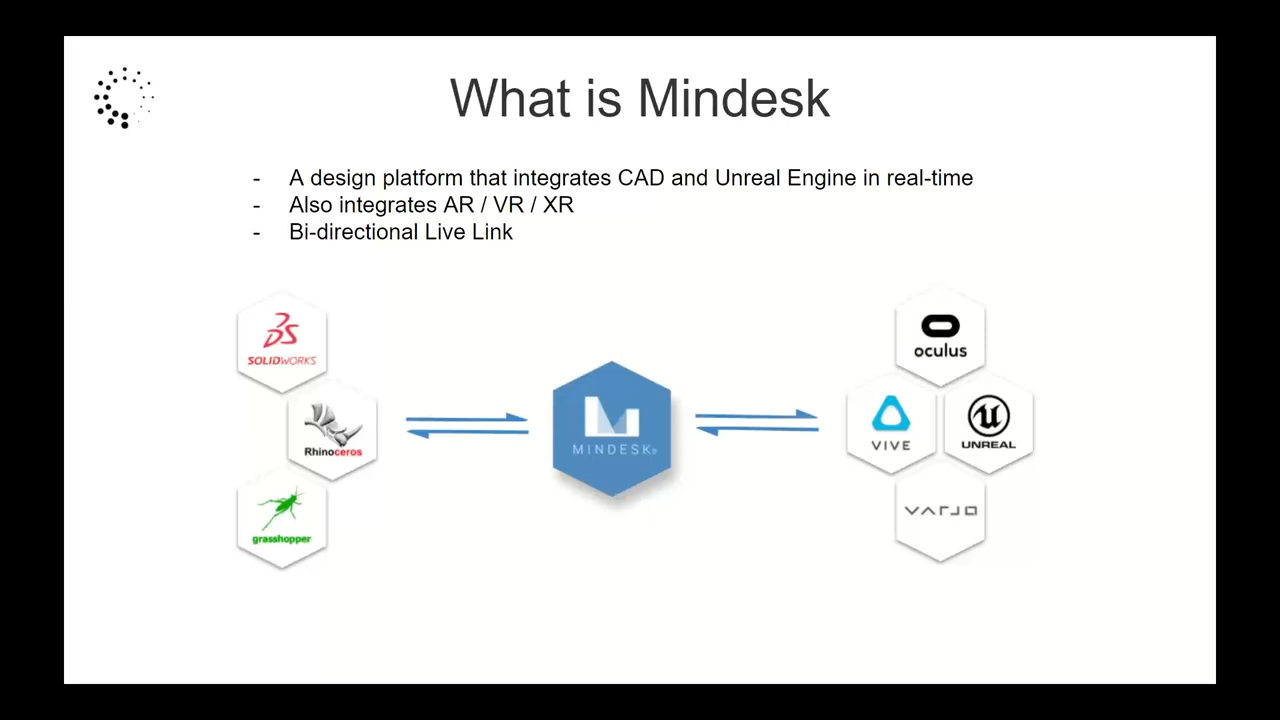 What is Mindesk
- A design platform that integrates CAD and Unreal Engine in real-time
- Also integrates AR / VR / XR
- Bi-directional Live Link
SOLIDWORKS
Rhinoceros
grasshopper
MINDESK®
oculus
VIVE
UNREAL
VARJO